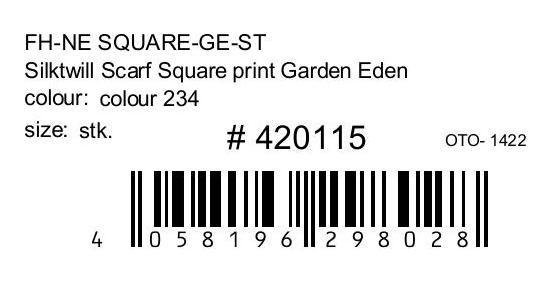 FH-NE SQUARE-GE-ST
Silktwill Scarf Square print Garden Eden
colour: colour 234
size: stk.
# 420115
OTO- 1422
4 058196 298028